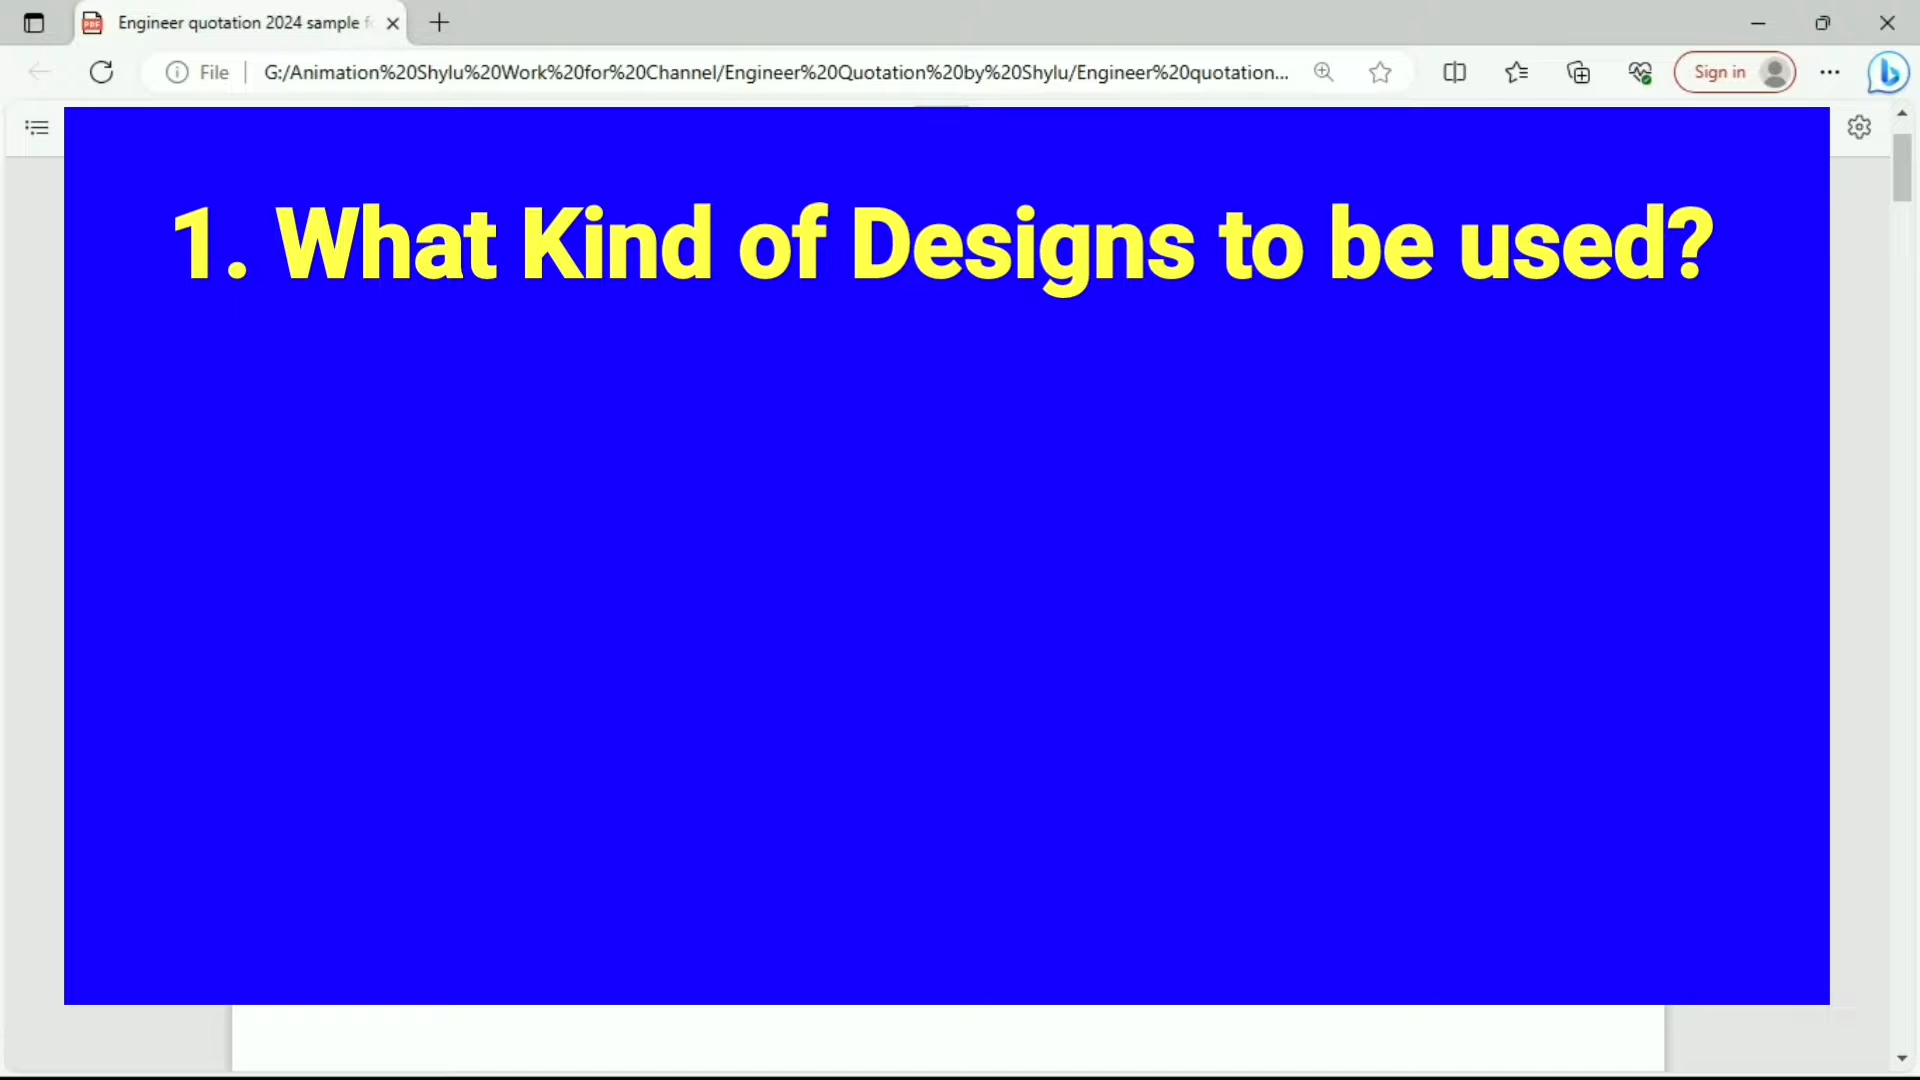 Engineer quotation 2024 sample
File
G:/Animation%20Shylu%20Work%20for%20Channel/Engineer%20Quotation%20by%20Shylu/Engineer%20quotation...
Sign in
1. What Kind of Designs to be used?